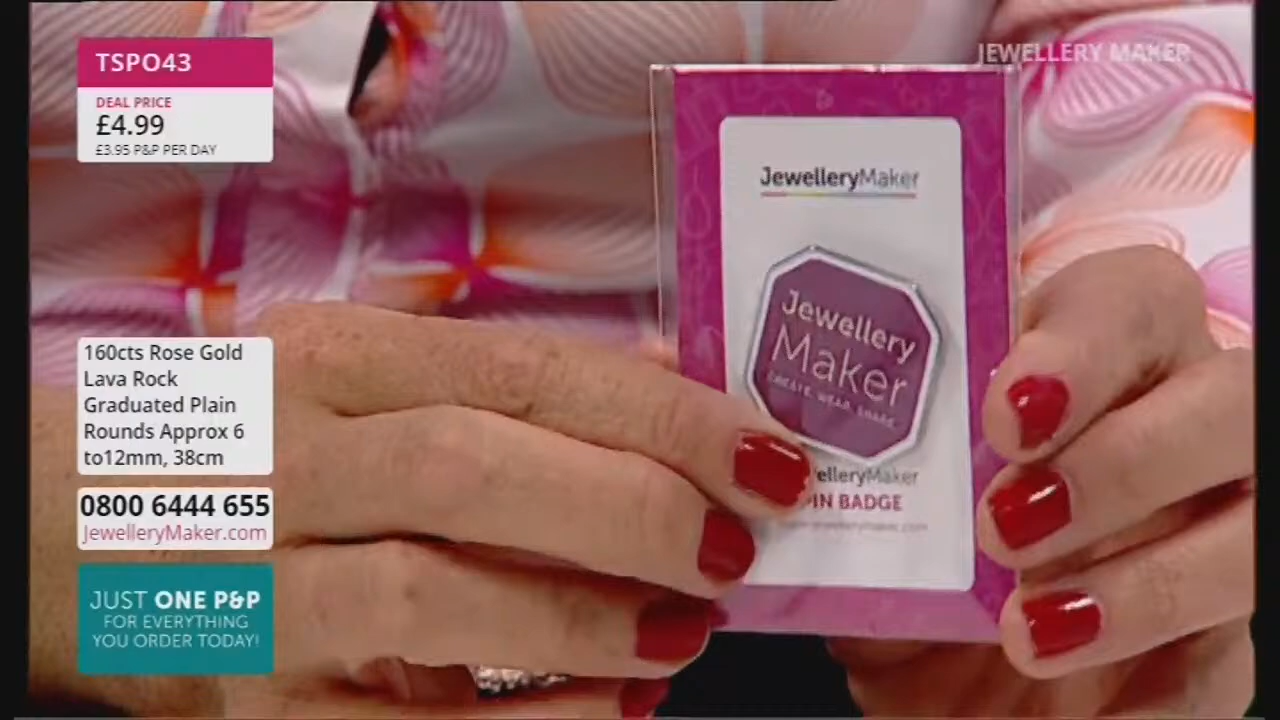 TSPO43
DEAL PRICE
£4.99
£3.95 P&P PER DAY
JEWELLERY MAKER
JewelleryMaker
Jewellery
Maker
CREATE. WEAR. SHARE.
elleryMaker
IN BADGE
160cts Rose Gold
Lava Rock
Graduated Plain
Rounds Approx 6
to12mm, 38cm
0800 6444 655
JewelleryMaker.com
JUST ONE P&P
FOR EVERYTHING
YOU ORDER TODAY!